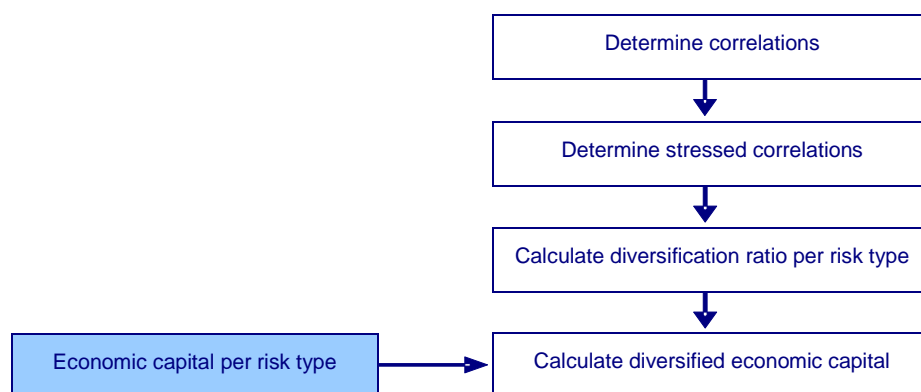 Determine correlations
Determine stressed correlations
Calculate diversification ratio per risk type
Economic capital per risk type
Calculate diversified economic capital